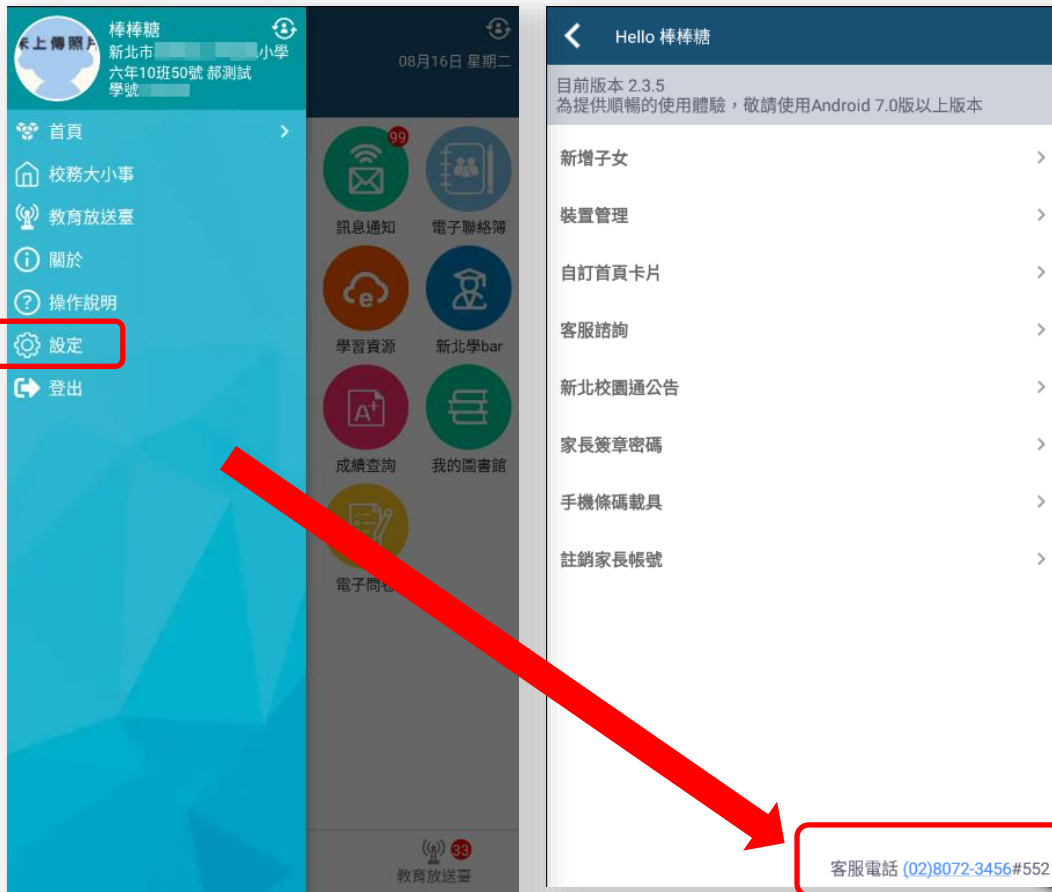 未上傳照片
棒棒糖
新北市 小學
六年10班50號 郝測試
學號
首頁
校務大小事
教育放送臺
關於
操作說明
設定
登出
08月16日 星期二
99
訊息通知 電子聯絡簿
e
學習資源 新北學bar
A+
成績查詢 我的圖書館
電子問卷
33
教育放送臺
Hello 棒棒糖
目前版本 2.3.5
為提供順暢的使用體驗，敬請使用Android 7.0版以上版本
新增子女
裝置管理
自訂首頁卡片
客服諮詢
新北校園通公告
家長簽章密碼
手機條碼載具
註銷家長帳號
客服電話 (02)8072-3456#552